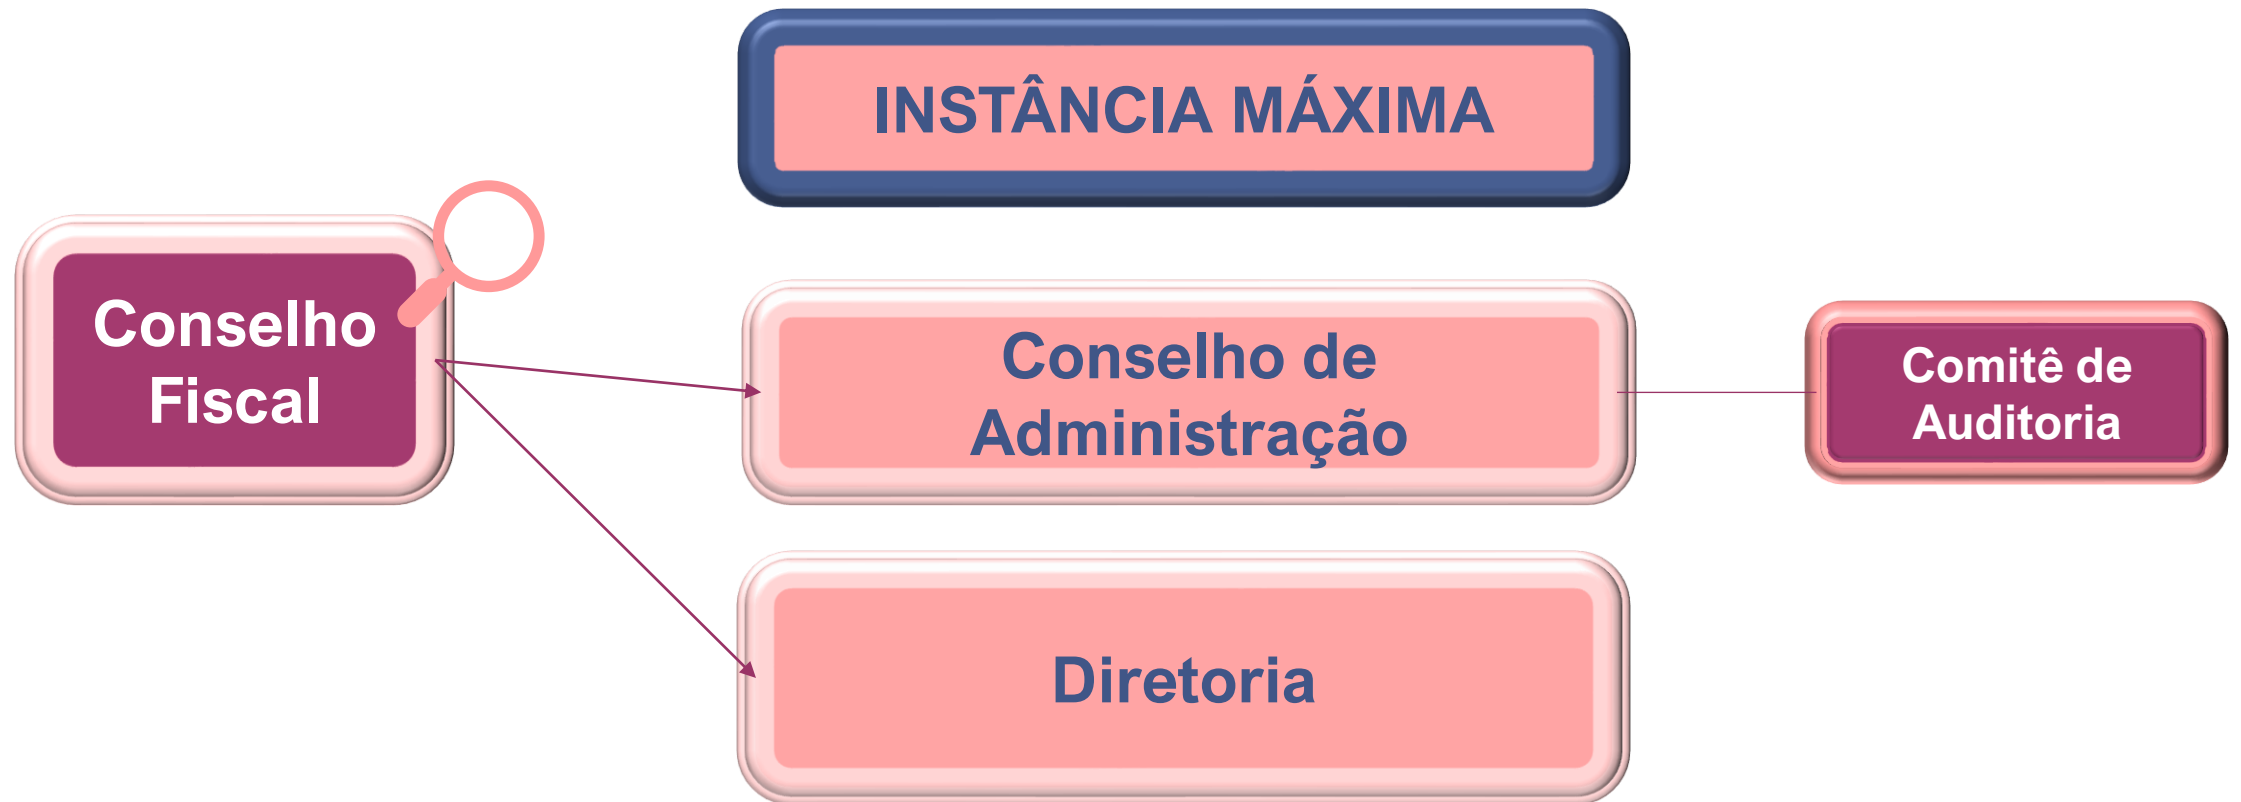 INSTÂNCIA MÁXIMA
Conselho
Fiscal
Conselho de
Administração
Comitê de
Auditoria
Diretoria